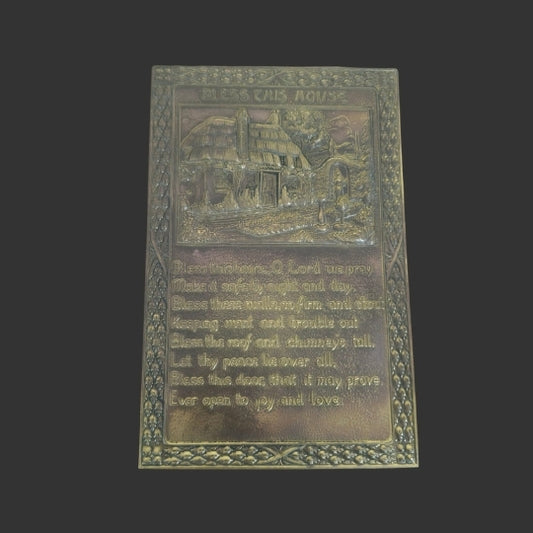 BLESS THIS HOUSE
Bless this house, O Lord we pray
Make it safe by night and day,
Bless these walls, so firm and stout
Keeping want and trouble out
Bless the roof and chimneys tall,
Let thy peace lie over all,
Bless this door, that it may prove
Ever open to joy and love